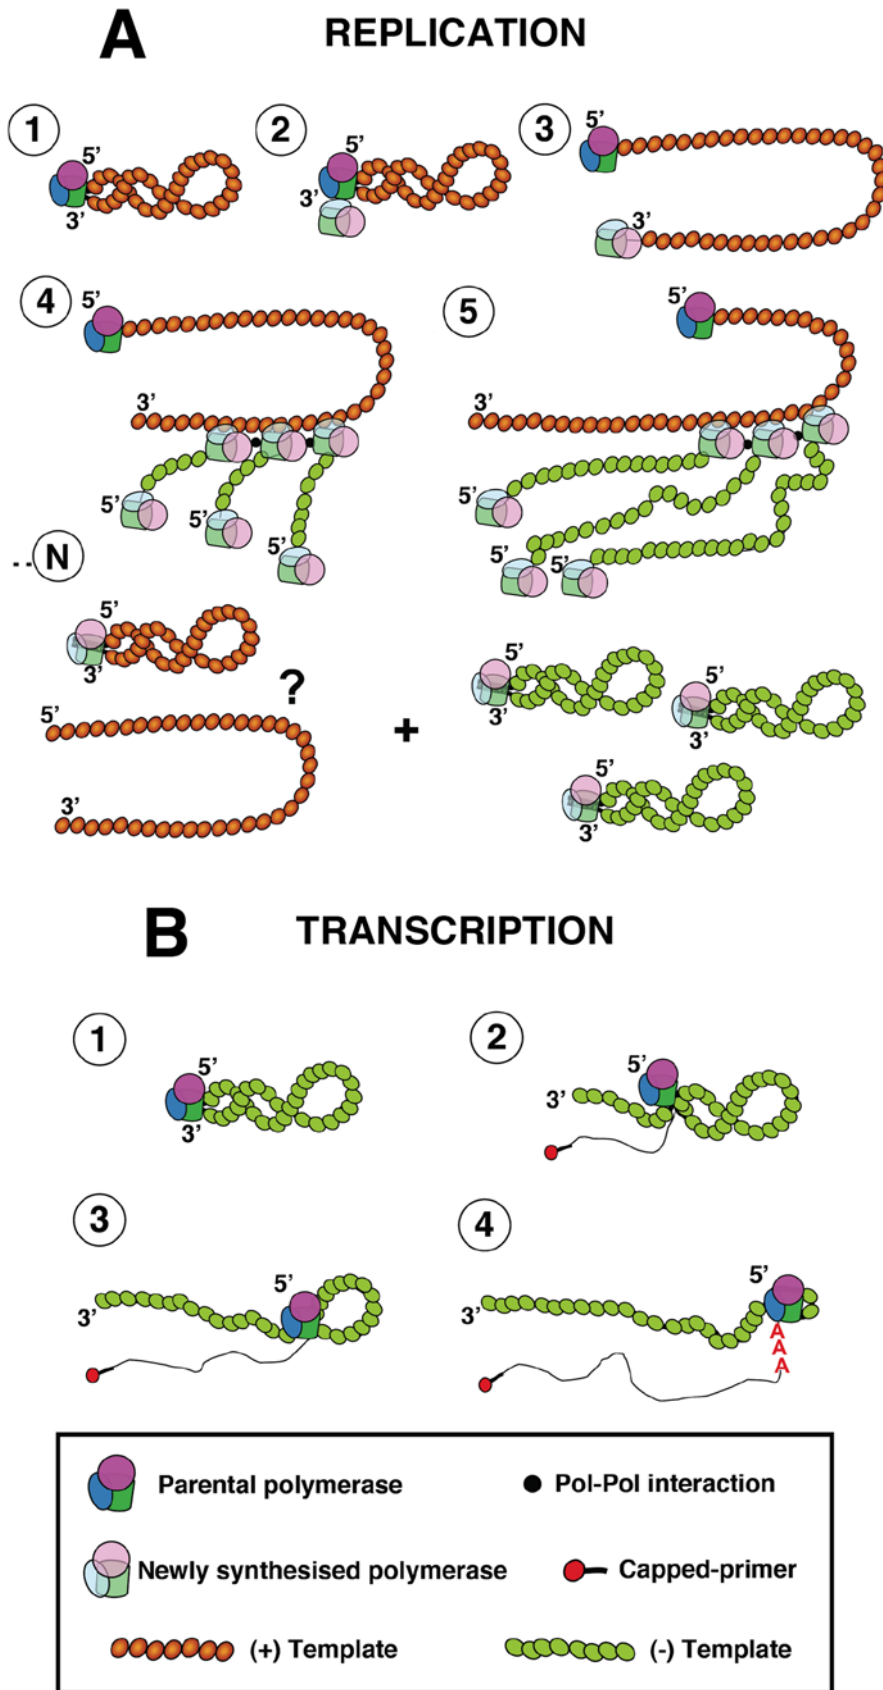 A REPLICATION
1 2 3
5' 5' 5'
3' 3' 3'
4 5
5' 5'
3' 3'
5' 5' 5' 5' 5' 5'
-- N
5'
3'
?
5'
3'
+
5' 5'
3' 3'
5'
3'
B TRANSCRIPTION
1 2
5' 5'
3' 3'
3 4
5' 5'
3' 3'
A
A
A
Parental polymerase
Pol-Pol interaction
Newly synthesised polymerase
Capped-primer
(+) Template
(-) Template